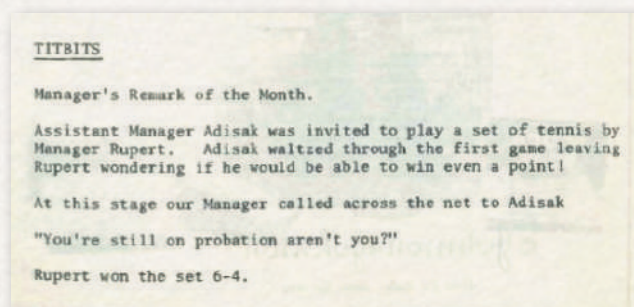 TITBITS
Manager's Remark of the Month.
Assistant Manager Adisak was invited to play a set of tennis by
Manager Rupert. Adisak waltzed through the first game leaving
Rupert wondering if he would be able to win even a point!
At this stage our Manager called across the net to Adisak
"You're still on probation aren't you?"
Rupert won the set 6-4.